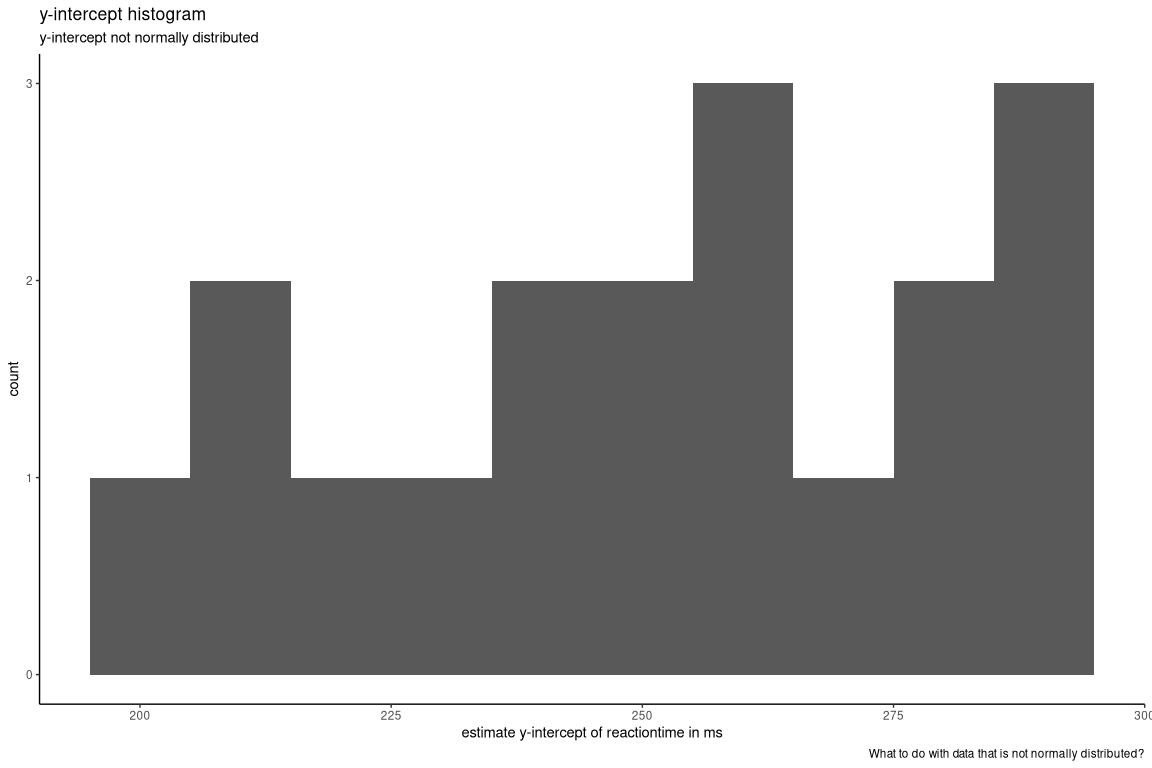 y-intercept histogram
y-intercept not normally distributed
3
2
1
0
count
200 225 250 275 300
estimate y-intercept of reactiontime in ms
What to do with data that is not normally distributed?